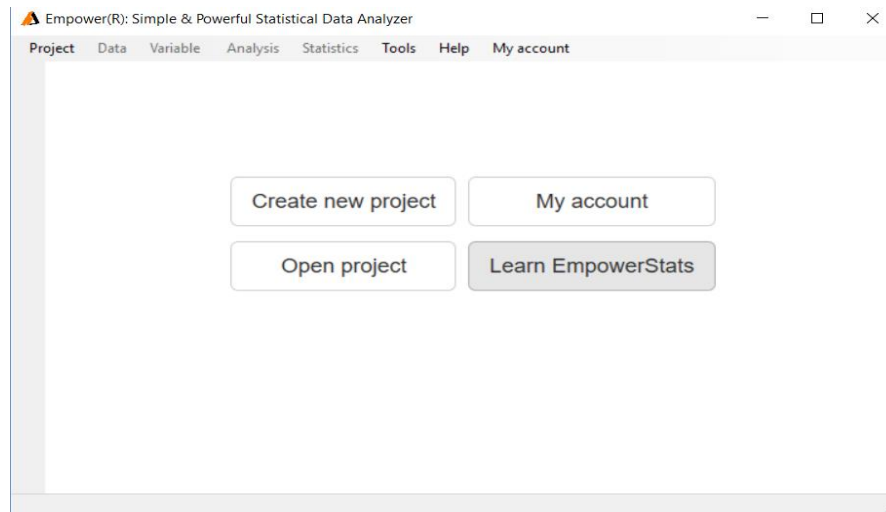 Empower(R): Simple & Powerful Statistical Data Analyzer
Project Data Variable Analysis Statistics Tools Help My account
Create new project My account
Open project Learn EmpowerStats